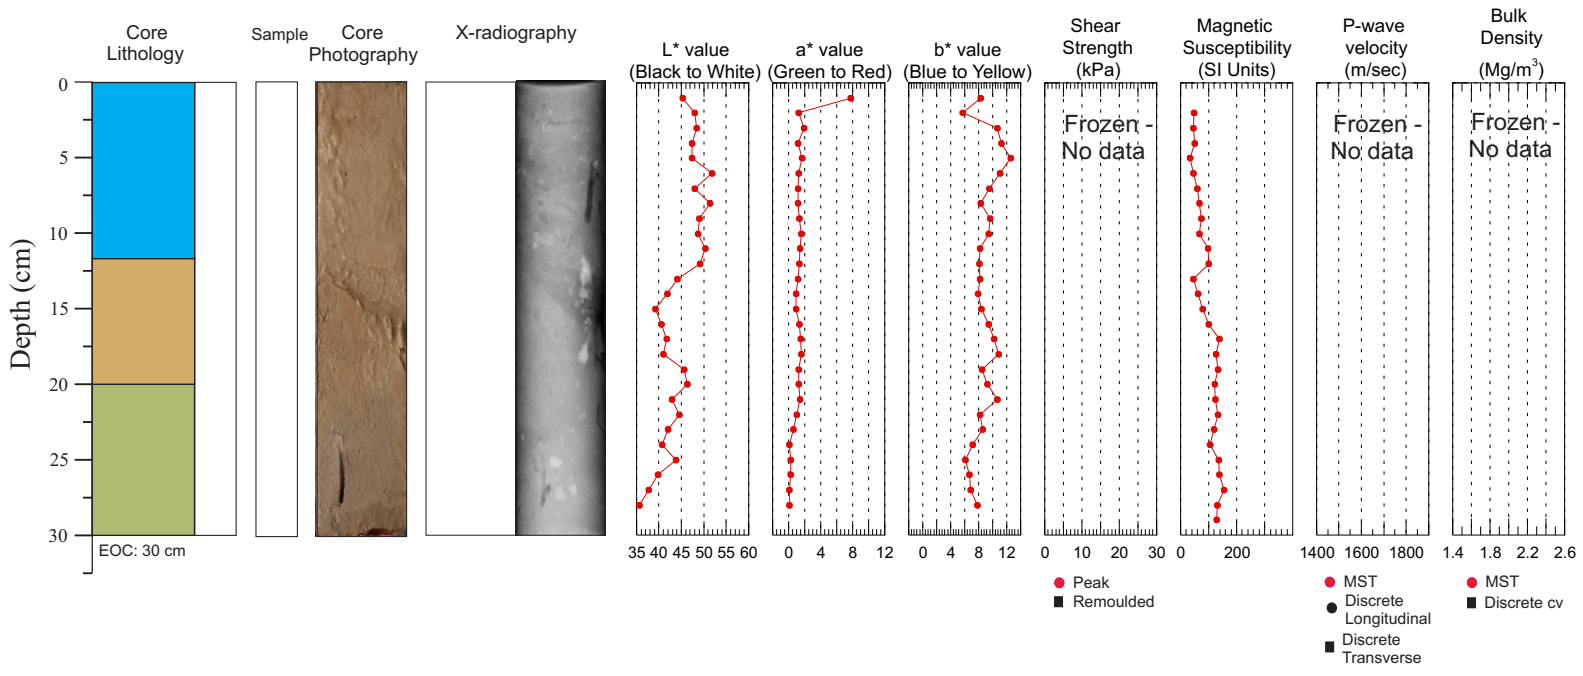 Core
Lithology
Sample
Core
Photography
X-radiography
L* value
(Black to White)
a* value
(Green to Red)
b* value
(Blue to Yellow)
Shear
Strength
(kPa)
Magnetic
Susceptibility
(SI Units)
P-wave
velocity
(m/sec)
Bulk
Density
(Mg/m³)
Depth (cm)
0
5
10
15
20
25
30
EOC: 30 cm
Frozen -
No data
Frozen -
No data
Frozen -
No data
35 40 45 50 55 60
0 4 8 12
0 4 8 12
0 10 20 30
0 200
1400 1600 1800
1.4 1.8 2.2 2.6
Peak
Remoulded
MST
Discrete
Longitudinal
Discrete
Transverse
MST
Discrete cv